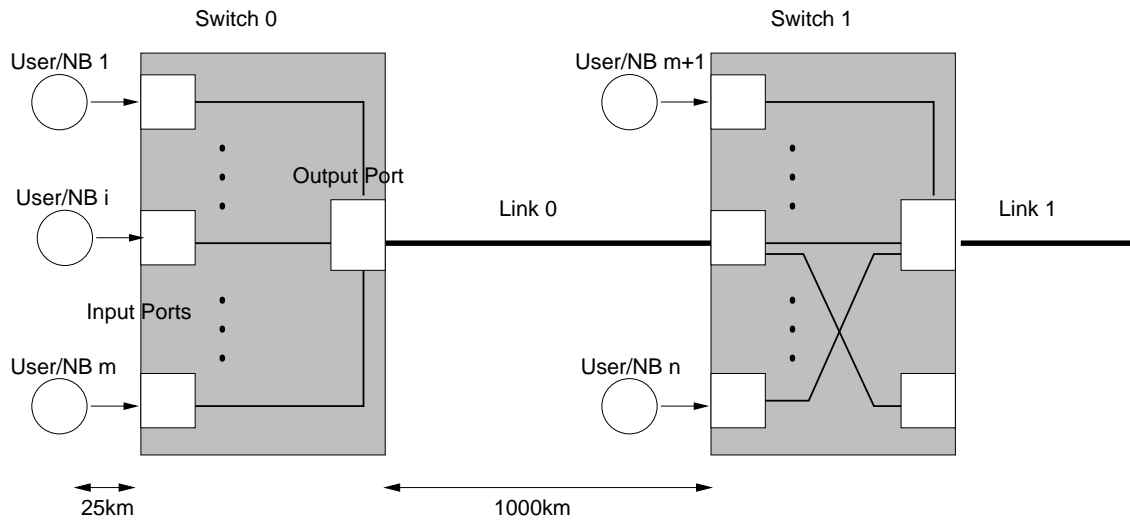 Switch 0
Switch 1
User/NB 1
User/NB m+1
Output Port
User/NB i
Link 0
Link 1
Input Ports
User/NB m
User/NB n
25km
1000km